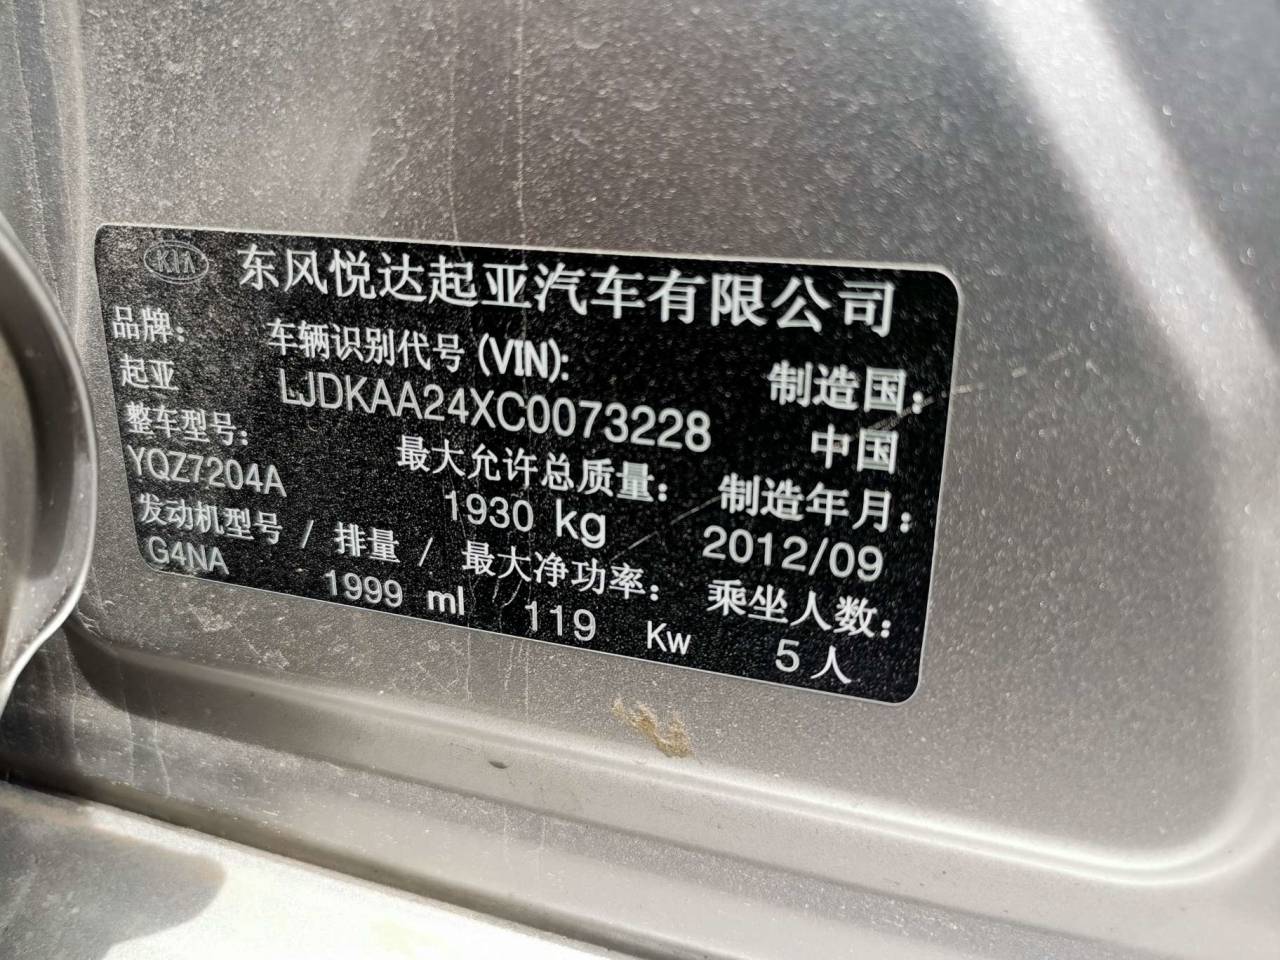 KIA 东风悦达起亚汽车有限公司
品牌： 车辆识别代号 (VIN): 制造国：
起亚 LJDKAA24XC0073228 中国
整车型号： 最大允许总质量： 制造年月：
YQZ7204A 1930 kg 2012/09
发动机型号 / 排量 / 最大净功率： 乘坐人数：
G4NA 1999 ml 119 Kw 5 人